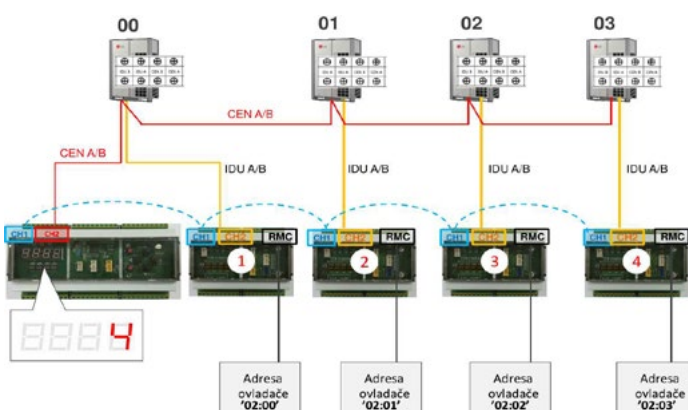 00 01 02 03
CEN A/B
CEN A/B
IDU A/B IDU A/B IDU A/B IDU A/B
CH1 CH2 CH1 CH2 RMC CH1 CH2 RMC CH1 CH2 RMC CH1 CH2 RMC
1 2 3 4
4
Adresa Adresa Adresa Adresa
ovladače ovladače ovladače ovladače
'02:00' '02:01' '02:02' '02:03'